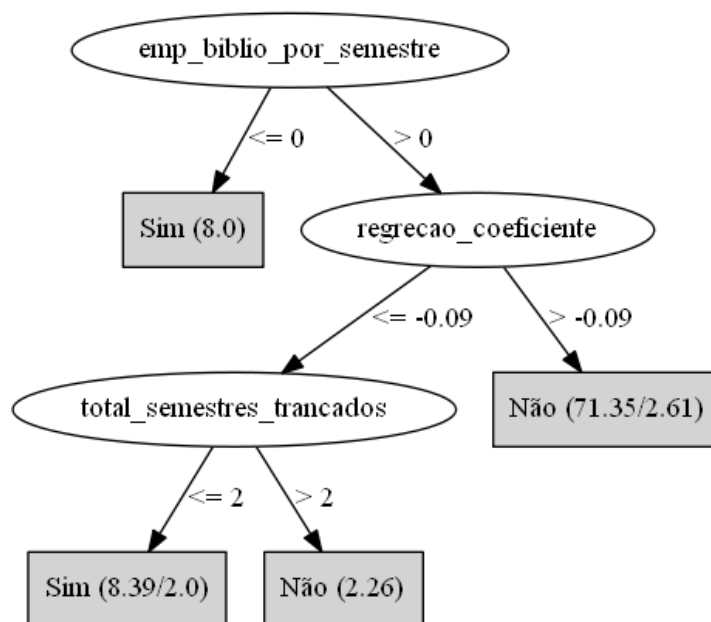 emp_biblio_por_semestre
<= 0
> 0
Sim (8.0)
regrecao_coeficiente
<= -0.09
> -0.09
total_semestres_trancados
Não (71.35/2.61)
<= 2
> 2
Sim (8.39/2.0)
Não (2.26)